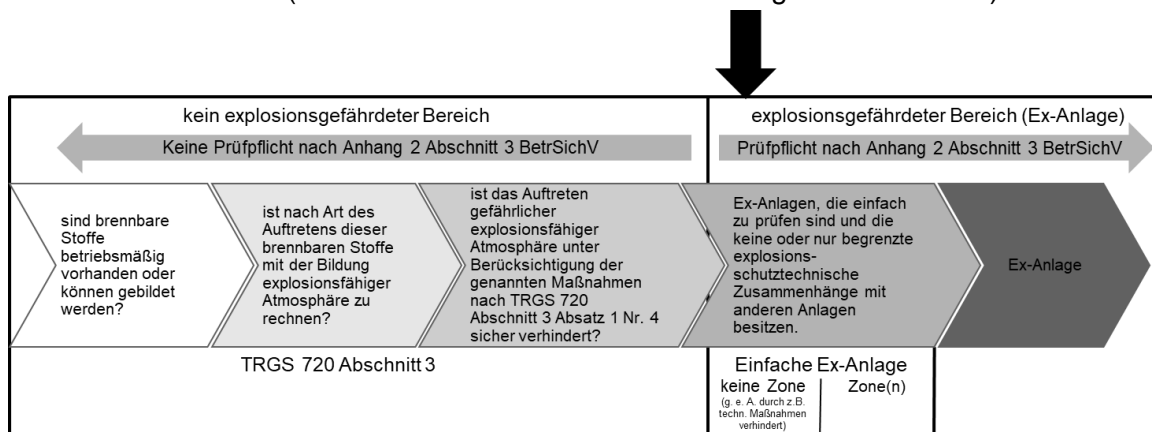 kein explosionsgefährdeter Bereich
Keine Prüfpflicht nach Anhang 2 Abschnitt 3 BetrSichV
explosionsgefährdeter Bereich (Ex-Anlage)
Prüfpflicht nach Anhang 2 Abschnitt 3 BetrSichV
sind brennbare
Stoffe
betriebsmäßig
vorhanden oder
können gebildet
werden?
ist nach Art des
Auftretens dieser
brennbaren Stoffe
mit der Bildung
explosionsfähiger
Atmosphäre zu
rechnen?
ist das Auftreten
gefährlicher
explosionsfähiger
Atmosphäre unter
Berücksichtigung der
genannten Maßnahmen
nach TRGS 720
Abschnitt 3 Absatz 1 Nr. 4
sicher verhindert?
Ex-Anlagen, die einfach
zu prüfen sind und die
keine oder nur begrenzte
explosions-
schutztechnische
Zusammenhänge mit
anderen Anlagen
besitzen.
Ex-Anlage
TRGS 720 Abschnitt 3
Einfache Ex-Anlage
keine Zone
(g. e. A. durch z.B.
techn. Maßnahmen
verhindert)
Zone(n)